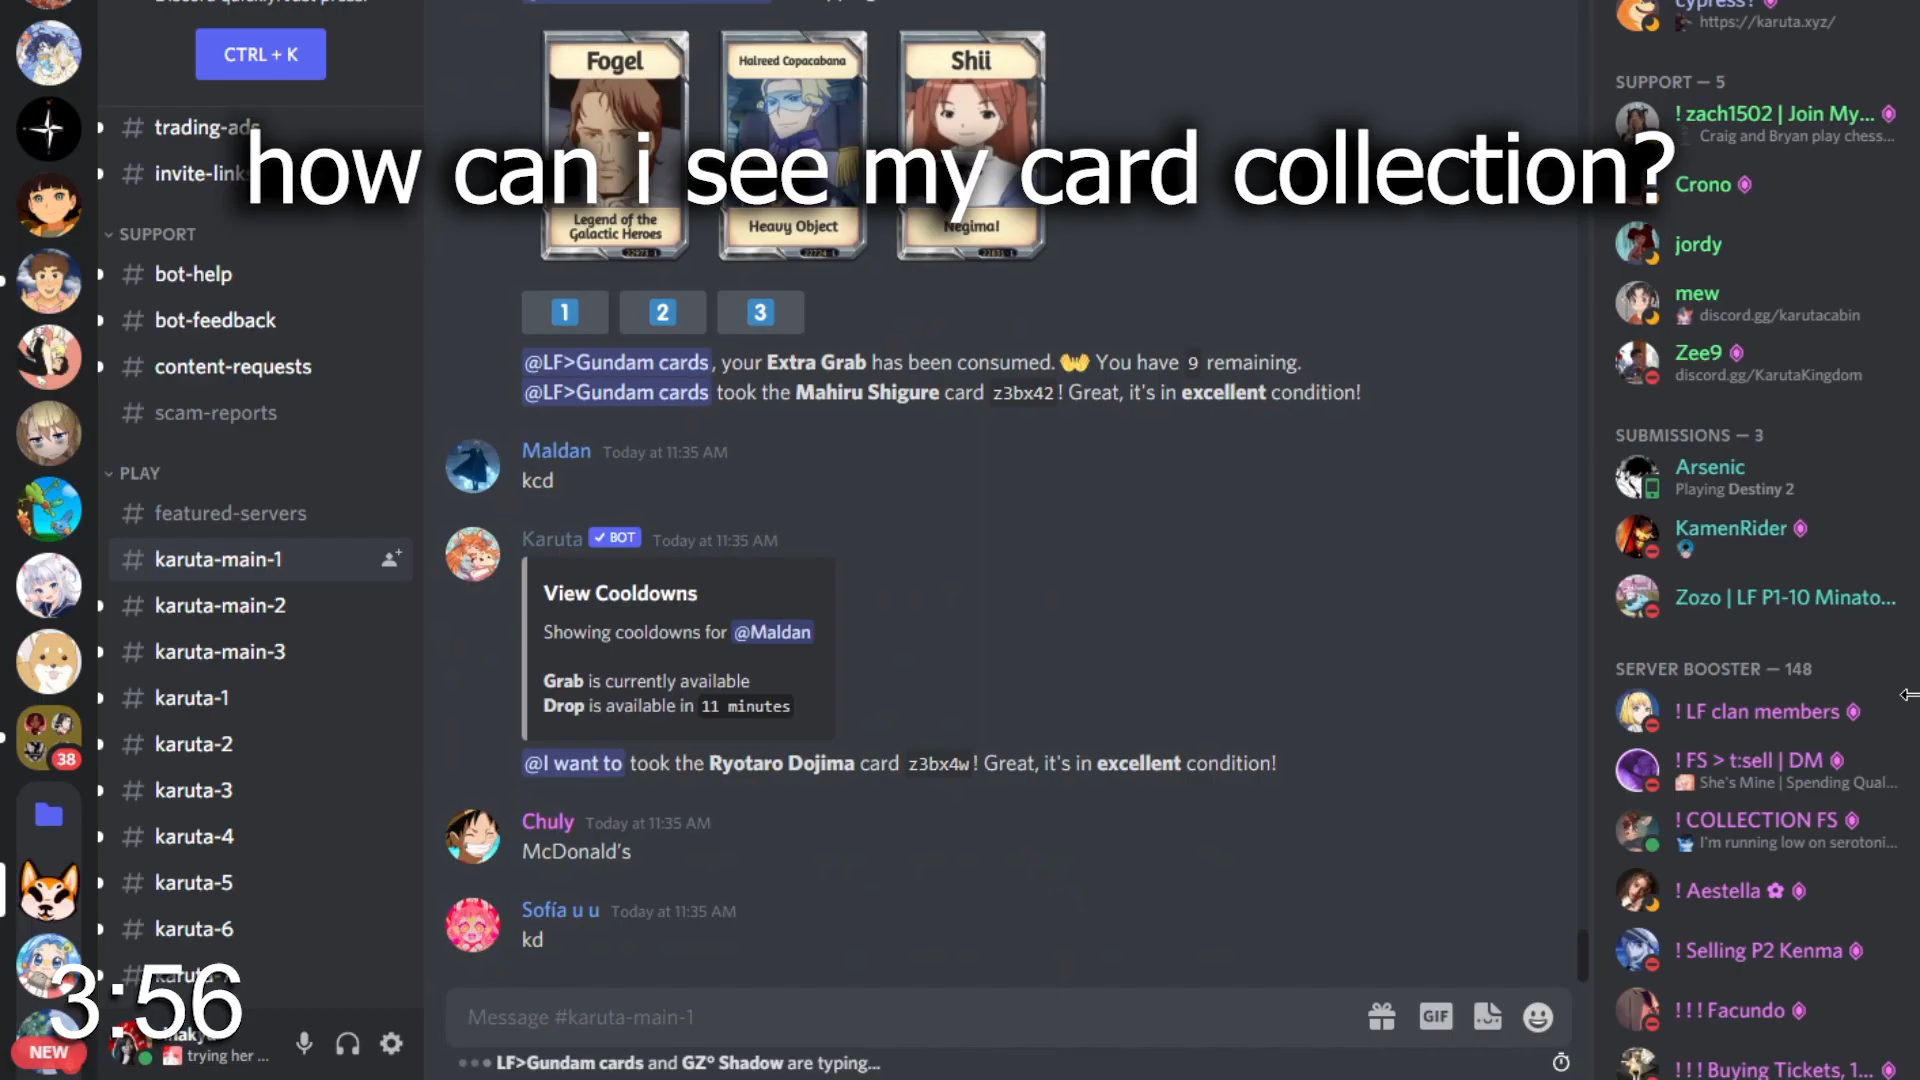 CTRL + K
trading-ads
invite-links
SUPPORT
bot-help
bot-feedback
content-requests
scam-reports
PLAY
featured-servers
karuta-main-1
karuta-main-2
karuta-main-3
karuta-1
karuta-2
karuta-3
karuta-4
karuta-5
karuta-6
38
NEW
3:56
trying her ...
how can i see my card collection?
Fogel
Legend of the
Galactic Heroes
Halreed Copacabana
Heavy Object
Shii
Negima!
1 2 3
@LF>Gundam cards, your Extra Grab has been consumed. You have 9 remaining.
@LF>Gundam cards took the Mahiru Shigure card z3bx42! Great, it's in excellent condition!
Maldan Today at 11:35 AM
kcd
Karuta ✓ BOT Today at 11:35 AM
View Cooldowns
Showing cooldowns for @Maldan
Grab is currently available
Drop is available in 11 minutes
@I want to took the Ryotaro Dojima card z3bx4w! Great, it's in excellent condition!
Chuly Today at 11:35 AM
McDonald's
Sofía u u Today at 11:35 AM
kd
Message #karuta-main-1
GIF
LF>Gundam cards and GZ° Shadow are typing...
https://karuta.xyz/
SUPPORT — 5
! zach1502 | Join My...
Craig and Bryan play chess...
Crono
jordy
mew
discord.gg/karutacabin
Zee9
discord.gg/KarutaKingdom
SUBMISSIONS — 3
Arsenic
Playing Destiny 2
KamenRider
Zozo | LF P1-10 Minato...
SERVER BOOSTER — 148
! LF clan members
! FS > t:sell | DM
She's Mine | Spending Qual...
! COLLECTION FS
I'm running low on serotoni...
! Aestella ✿
! Selling P2 Kenma
! ! ! Facundo
! ! ! Buying Tickets, 1...